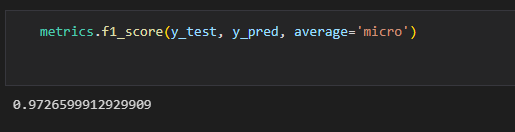 metrics.f1_score(y_test, y_pred, average='micro')
0.9726599912929909